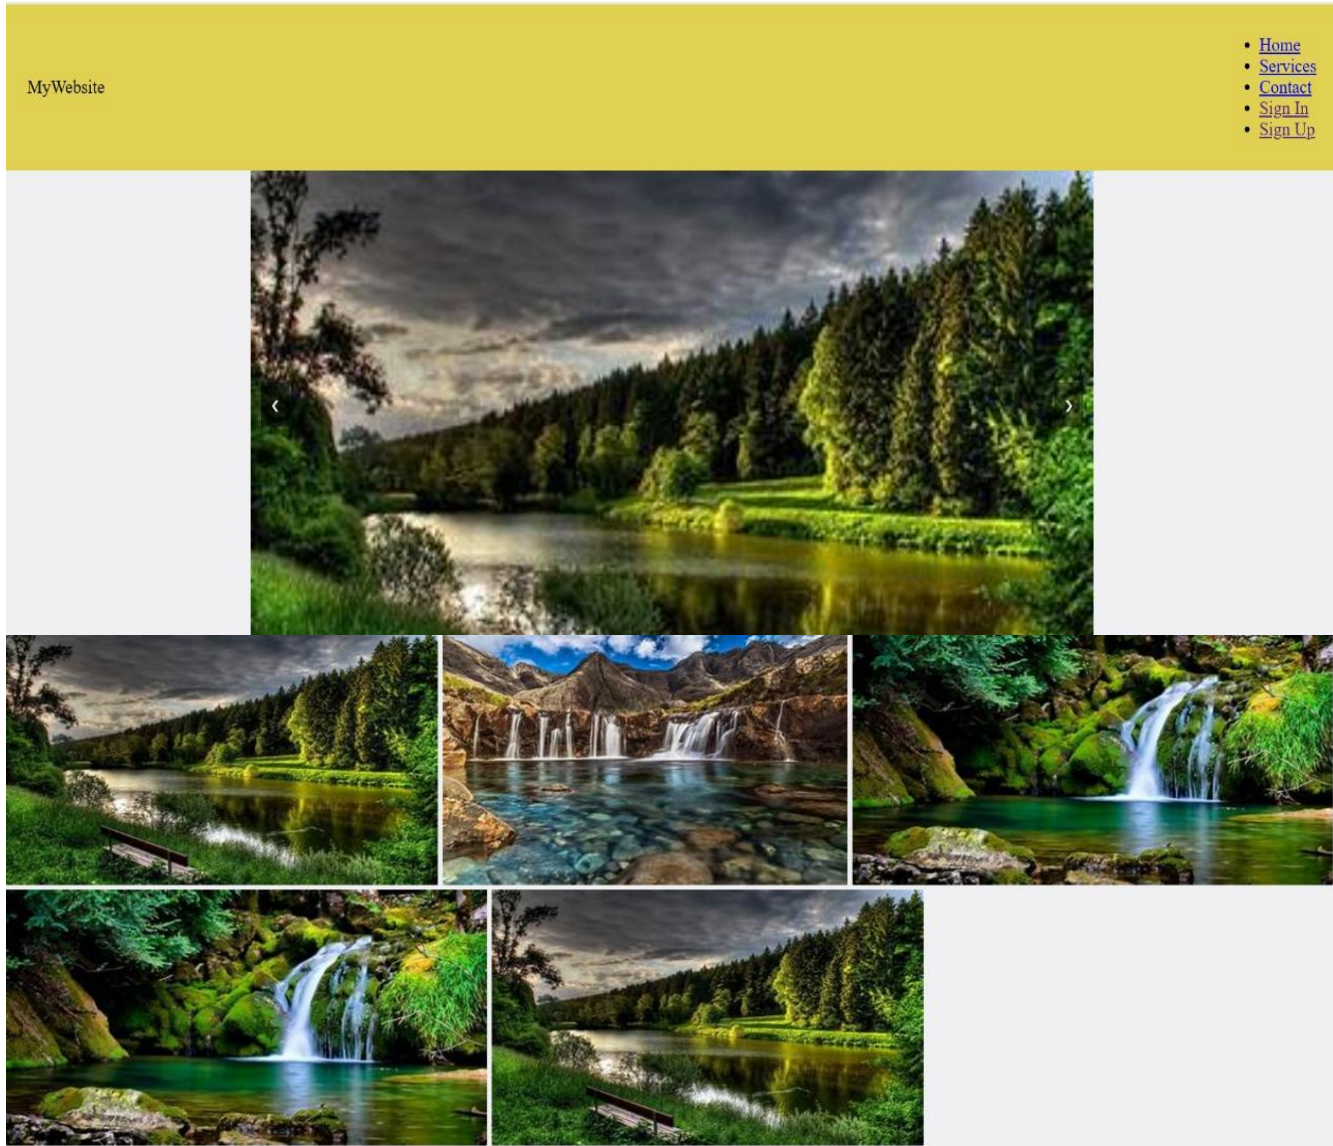 Home
Services
MyWebsite
Contact
Sign In
Sign Up
❮ ❯